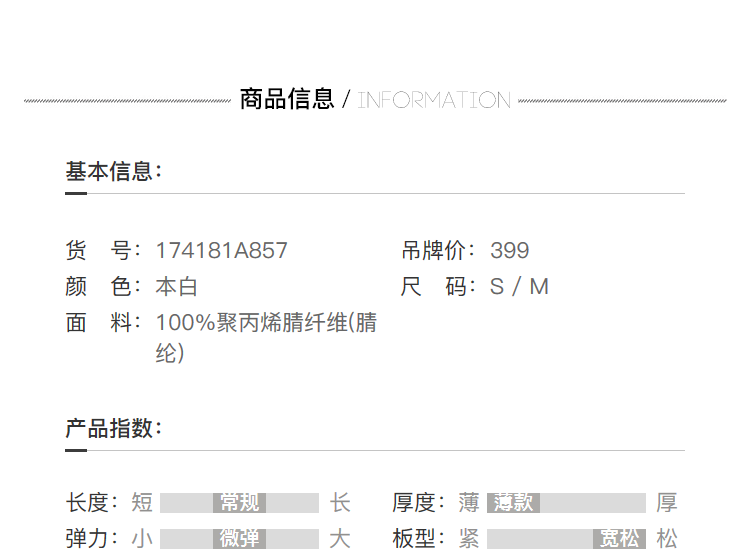 商品信息 / INFORMATION
基本信息：
货 号：174181A857 吊牌价：399
颜 色：本白 尺 码：S / M
面 料：100%聚丙烯腈纤维(腈
纶)
产品指数：
长度：短 常规 长 厚度：薄 薄款 厚
弹力：小 微弹 大 板型：紧 宽松 松